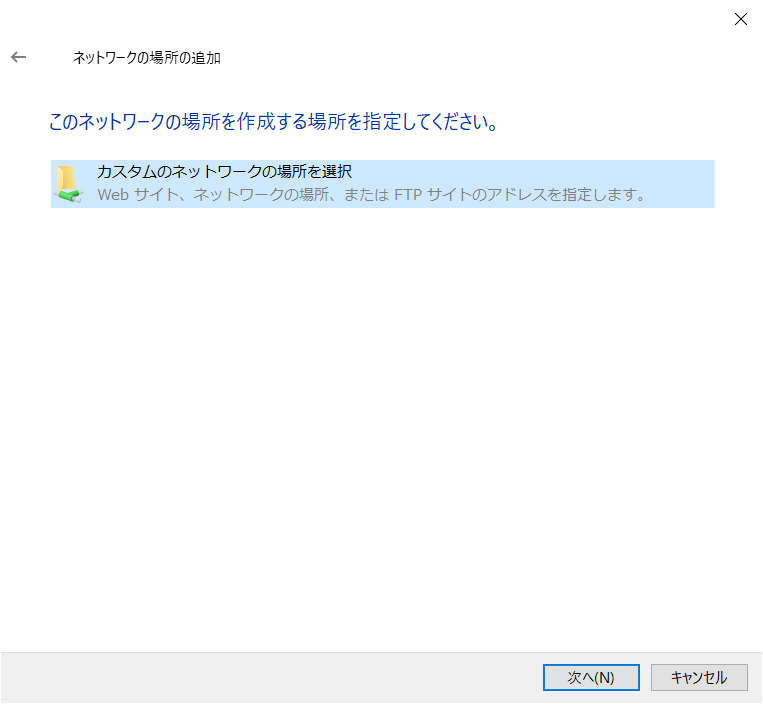 ネットワークの場所の追加
このネットワークの場所を作成する場所を指定してください。
カスタムのネットワークの場所を選択
Web サイト、ネットワークの場所、または FTP サイトのアドレスを指定します。
次へ(N)
キャンセル